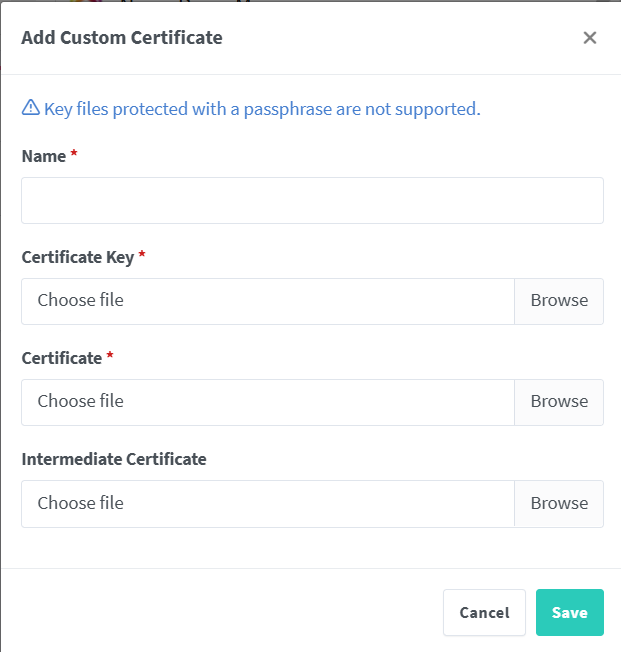 Add Custom Certificate
Key files protected with a passphrase are not supported.
Name *
Certificate Key *
Choose file
Browse
Certificate *
Choose file
Browse
Intermediate Certificate
Choose file
Browse
Cancel
Save